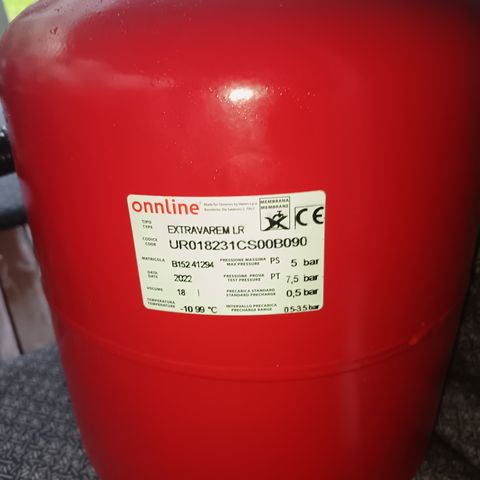 onnline®
MEMBRANA
MEMBRANE
CE
TIPO
TYPE
EXTRAVAREM LR
CODICE
CODE
UR018231CS00B090
MATRICOLA B152 41294 PRESSIONE MASSIMA
MAX PRESSURE PS 5 bar
DATA
DATE 2022 PRESSIONE PROVA
TEST PRESSURE PT 7,5 bar
VOLUME 18 l PRECARICA STANDARD
STANDARD PRECHARGE 0,5 bar
TEMPERATURA
TEMPERATURE -10 99 °C INTERVALLO PRECARICA
PRECHARGE RANGE 0.5-3.5 bar